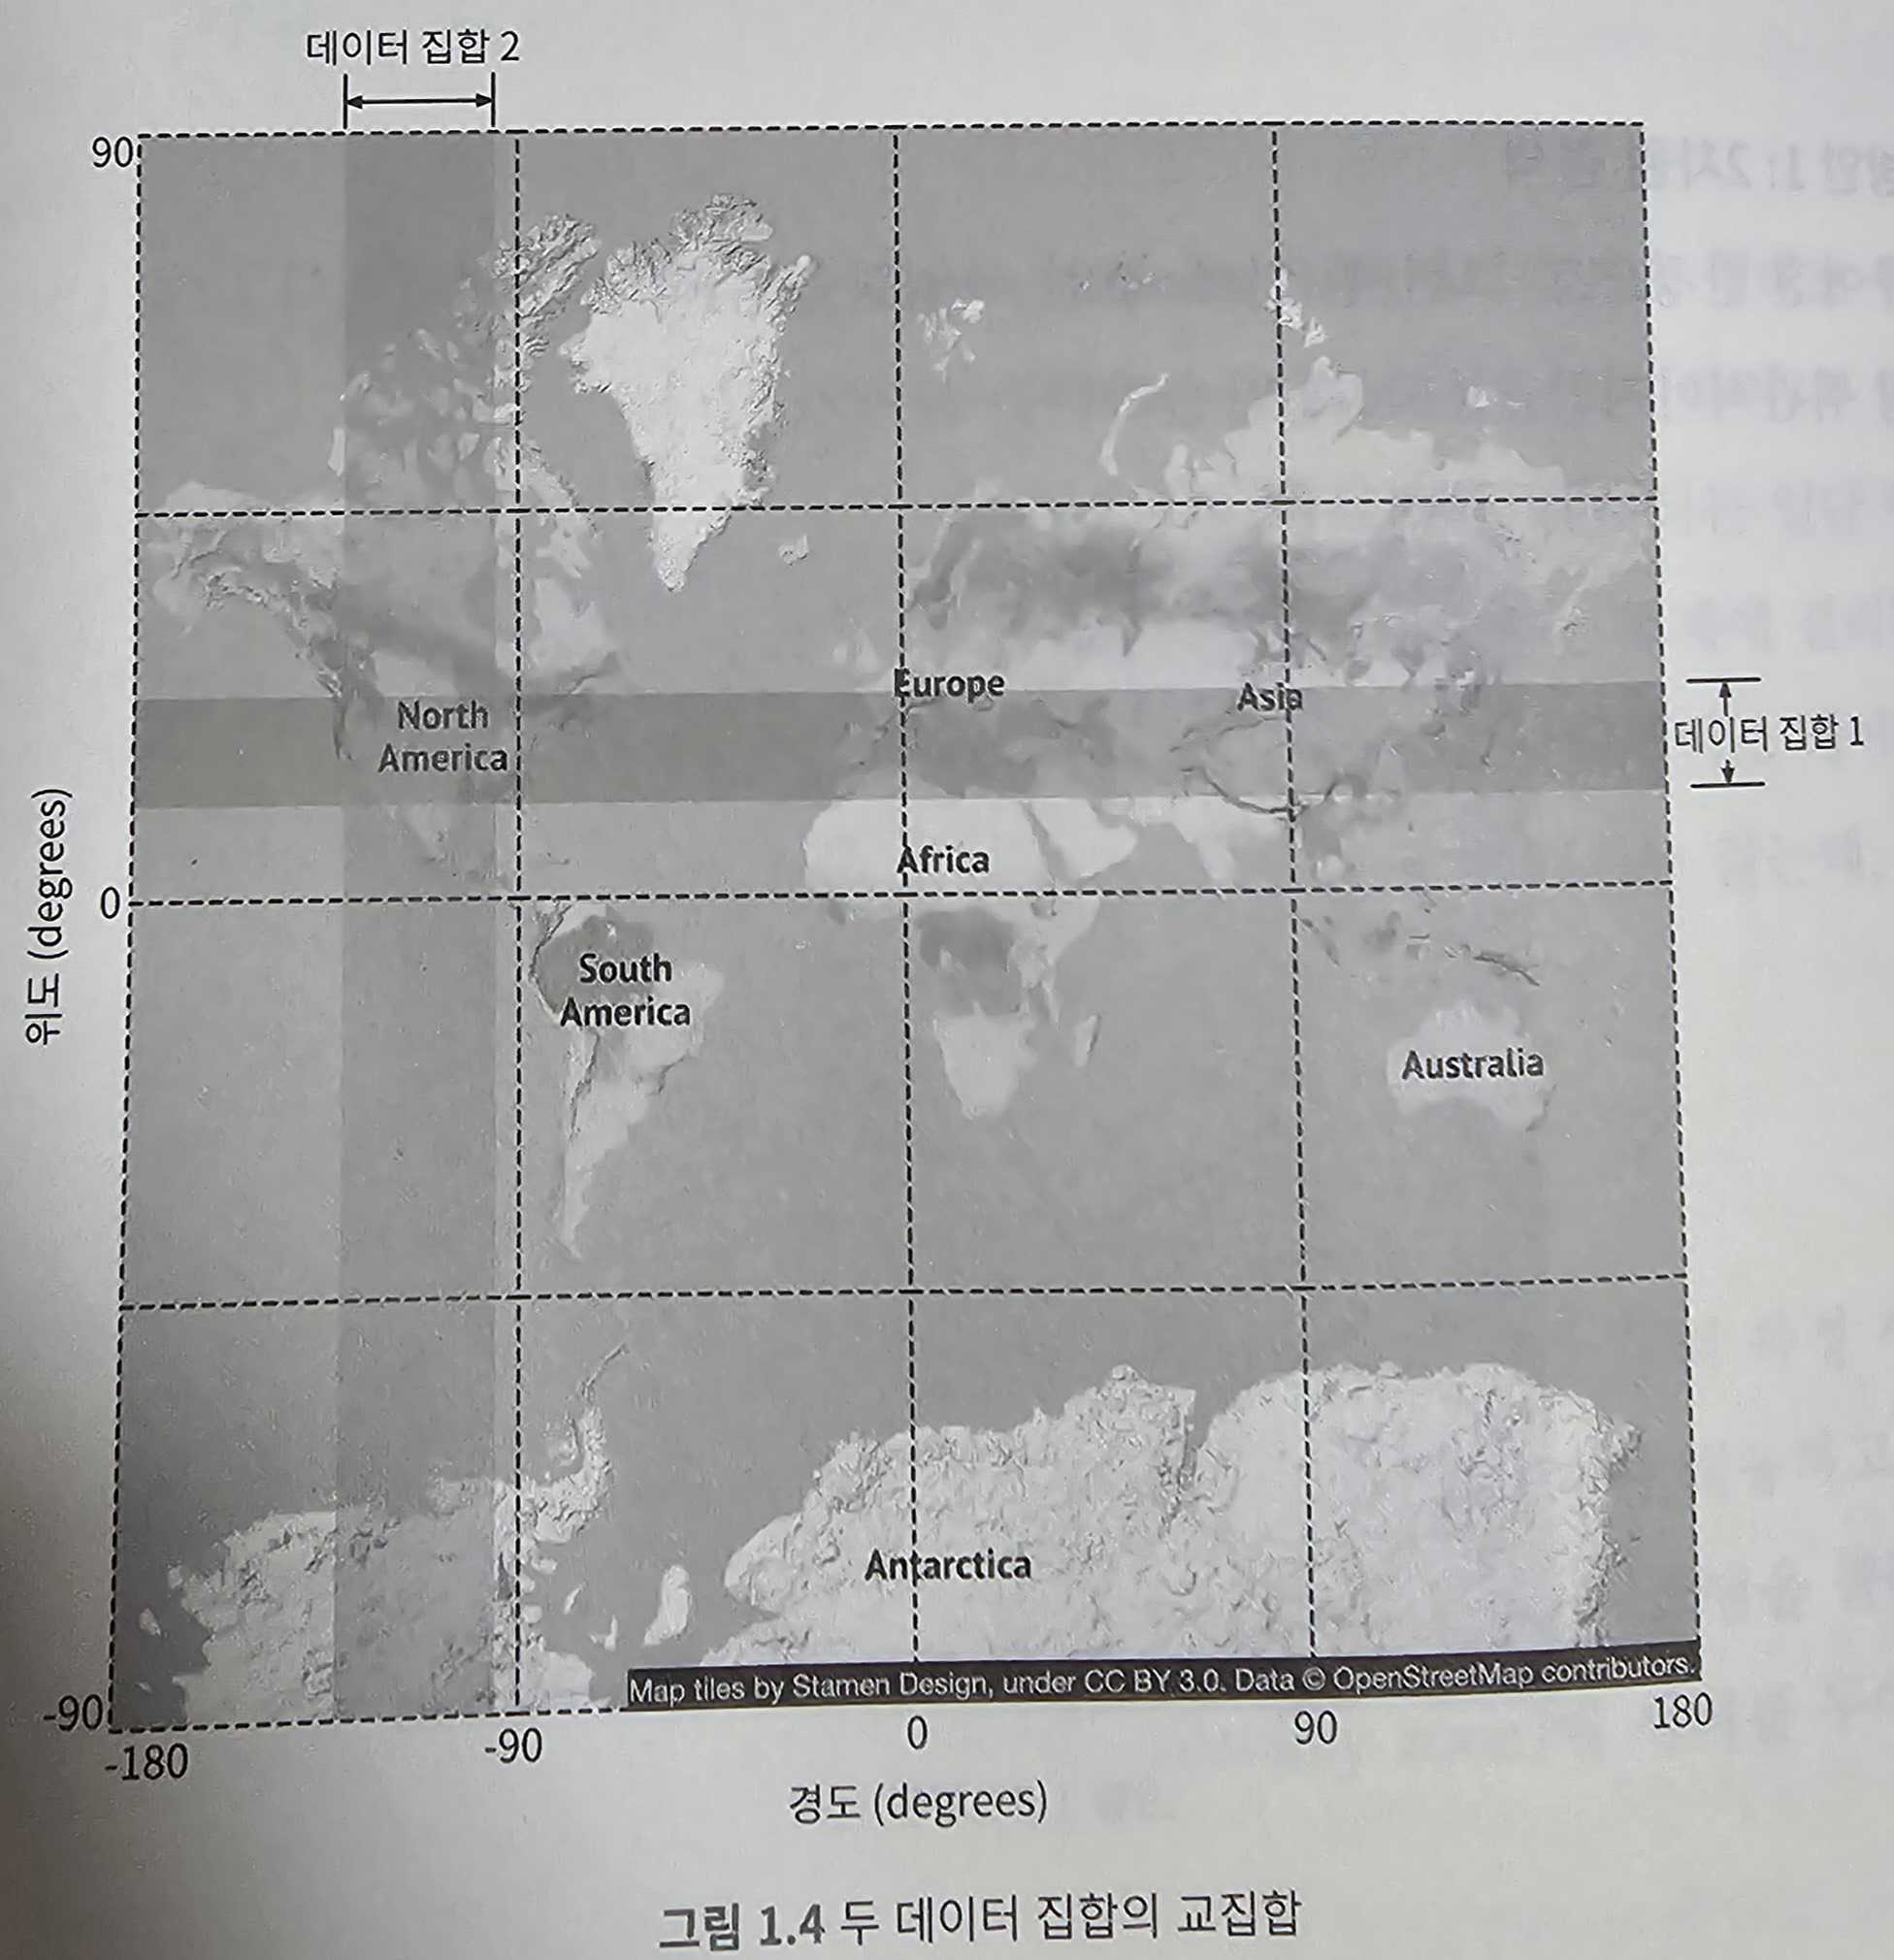 데이터 집합 2
90
Europe
Asia
North
America
데이터 집합 1
Africa
위도 (degrees)
0
South
America
Australia
Antarctica
Map tiles by Stamen Design, under CC BY 3.0. Data © OpenStreetMap contributors.
-90
-180
-90
0
90
180
경도 (degrees)
그림 1.4 두 데이터 집합의 교집합